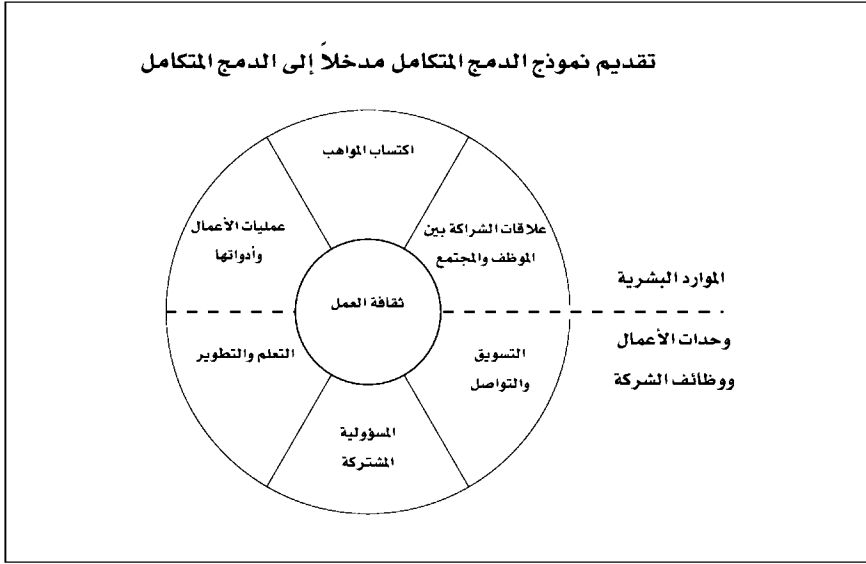 تقديم نموذج الدمج المتكامل مدخلاً إلى الدمج المتكامل
اكتساب المواهب
علاقات الشراكة بين
الموظف والمجتمع
عمليات الأعمال
وأدواتها
ثقافة العمل
الموارد البشرية
وحدات الأعمال
ووظائف الشركة
التسويق
والتواصل
التعلم والتطوير
المسؤولية
المشتركة